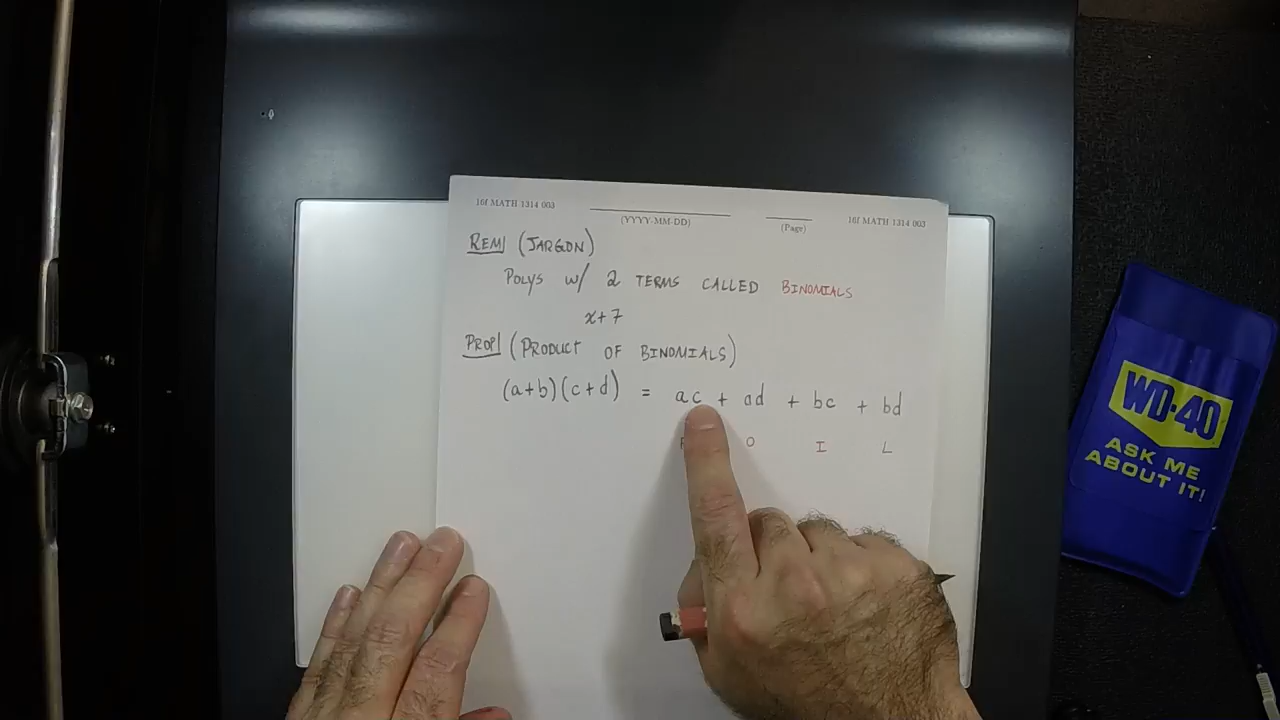 16f MATH 1314 003 (YYYY-MM-DD) (Page) 16f MATH 1314 003
REM (JARGON)
POLYS W/ 2 TERMS CALLED BINOMIALS
x+7
PROP (PRODUCT OF BINOMIALS)
(a+b)(c+d) = ac + ad + bc + bd
F O I L
WD-40
ASK ME
ABOUT IT!